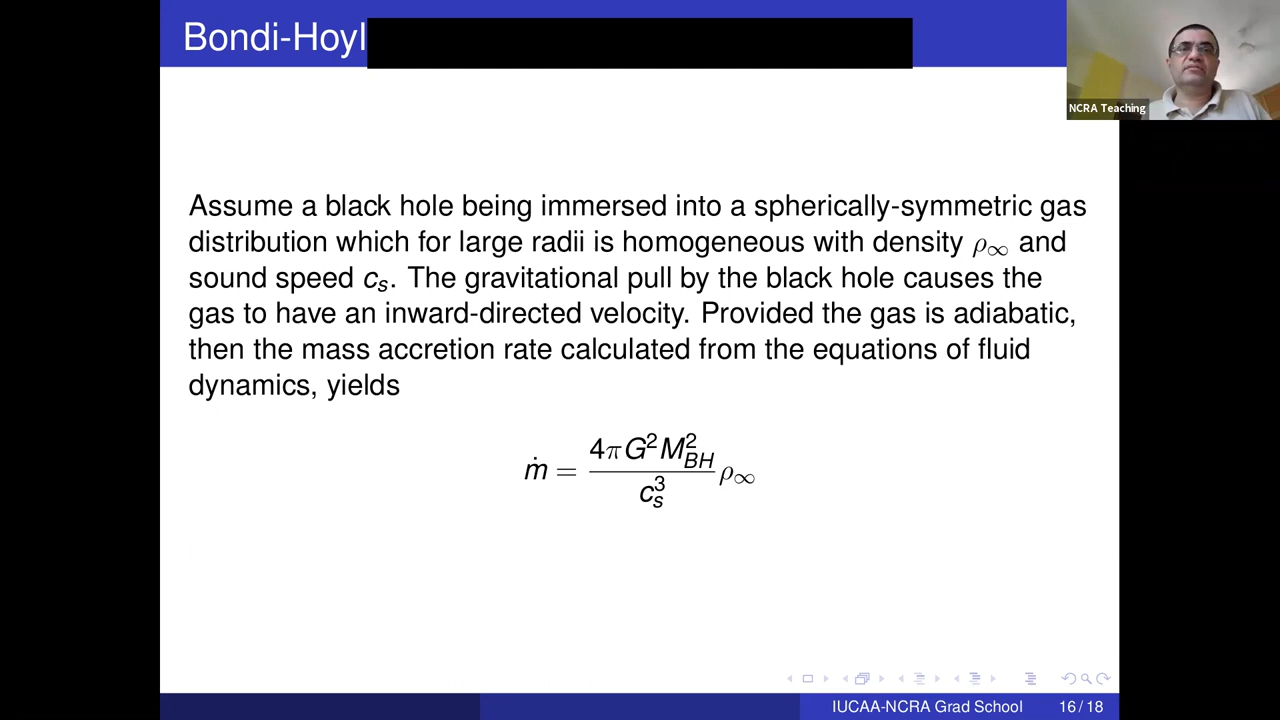 Bondi-Hoyl
NCRA Teaching
Assume a black hole being immersed into a spherically-symmetric gas
distribution which for large radii is homogeneous with density ρ∞ and
sound speed cₛ. The gravitational pull by the black hole causes the
gas to have an inward-directed velocity. Provided the gas is adiabatic,
then the mass accretion rate calculated from the equations of fluid
dynamics, yields
ṁ = \frac{4πG²M²_{BH}}{c³ₛ} ρ∞
IUCAA-NCRA Grad School 16 / 18